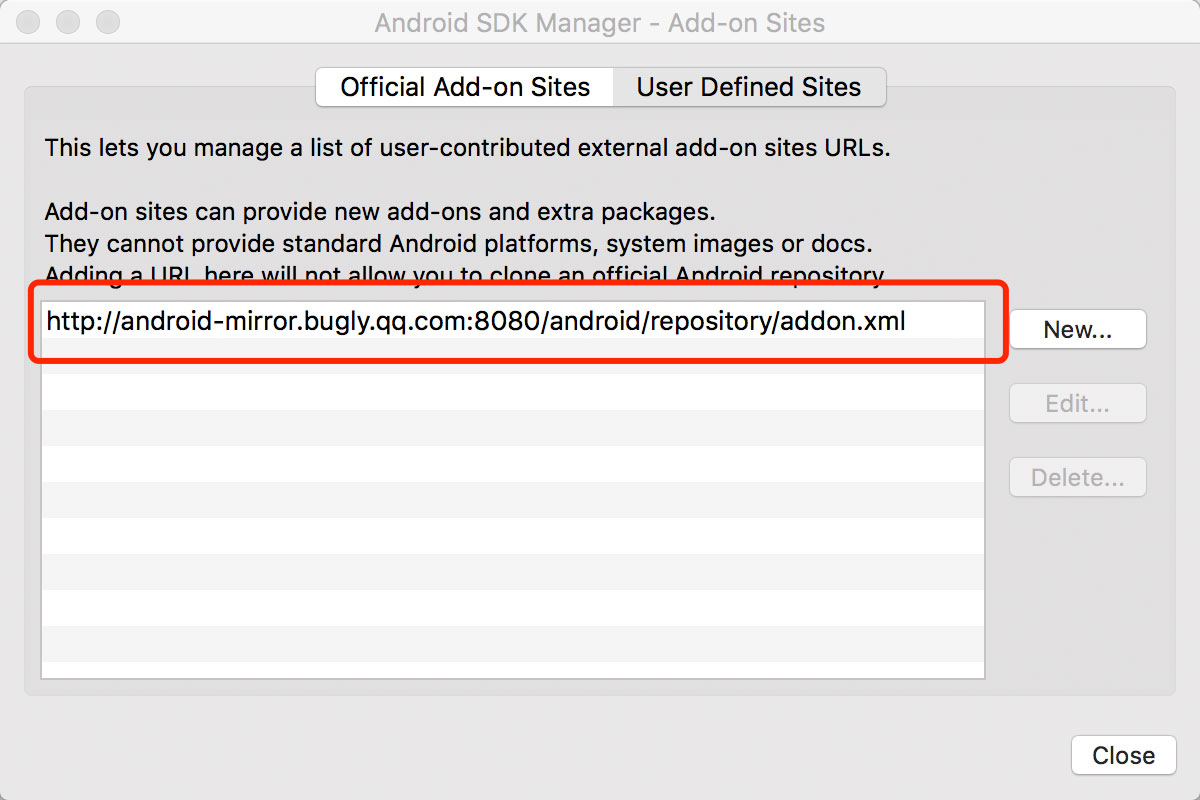 Android SDK Manager - Add-on Sites
Official Add-on Sites
User Defined Sites
This lets you manage a list of user-contributed external add-on sites URLs.
Add-on sites can provide new add-ons and extra packages.
They cannot provide standard Android platforms, system images or docs.
Adding a URL here will not allow you to clone an official Android repository
http://android-mirror.bugly.qq.com:8080/android/repository/addon.xml
New...
Edit...
Delete...
Close